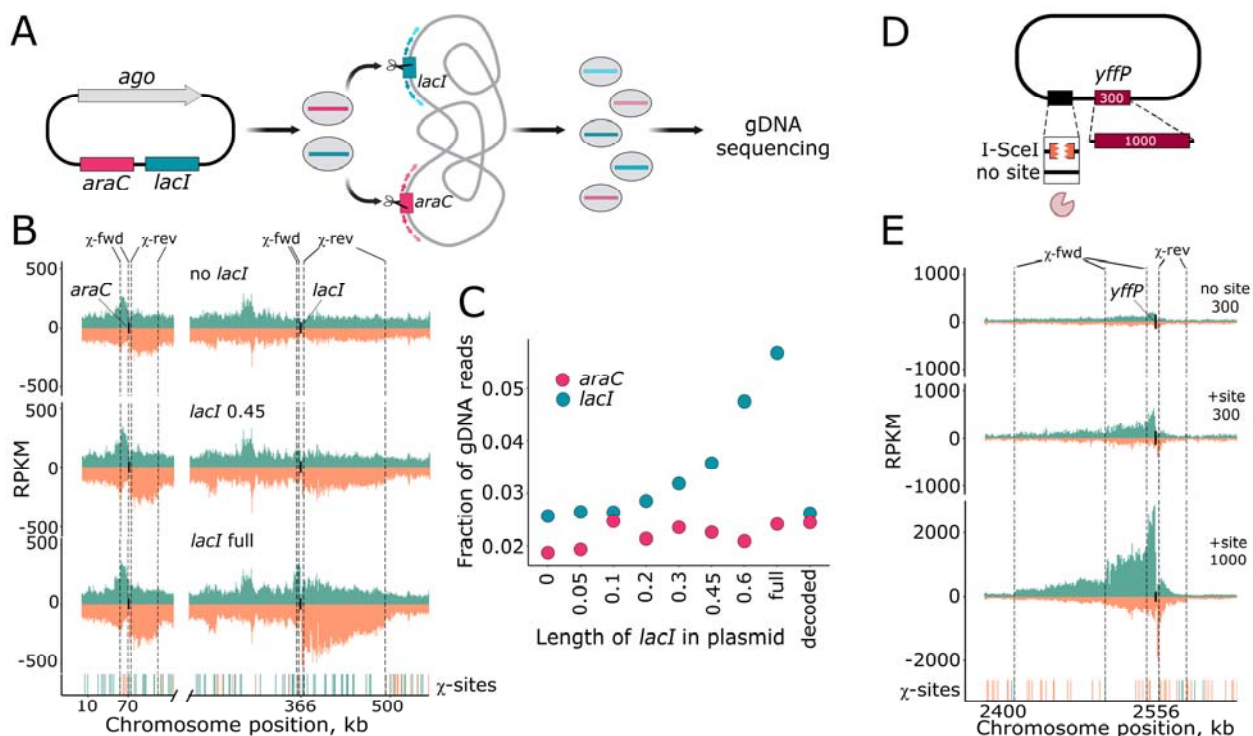 A
ago
araC
lacI
lacI
araC
gDNA
sequencing
D
yffP
300
1000
I-SceI
no site
B
χ-fwd
χ-rev
χ-fwd
χ-rev
500
0
-500
araC
no lacI
lacI
RPKM
500
0
-500
lacI 0.45
500
0
-500
lacI full
χ-sites
10
70
366
500
Chromosome position, kb
C
Fraction of gDNA reads
0.05
0.04
0.03
0.02
araC
lacI
0
0.05
0.1
0.2
0.3
0.45
0.6
full
decoded
Length of lacI in plasmid
E
χ-fwd
χ-rev
yffP
no site
300
1000
0
-1000
RPKM
+site
300
1000
0
-1000
+site
1000
2000
0
-2000
χ-sites
2400
2556
Chromosome position, kb